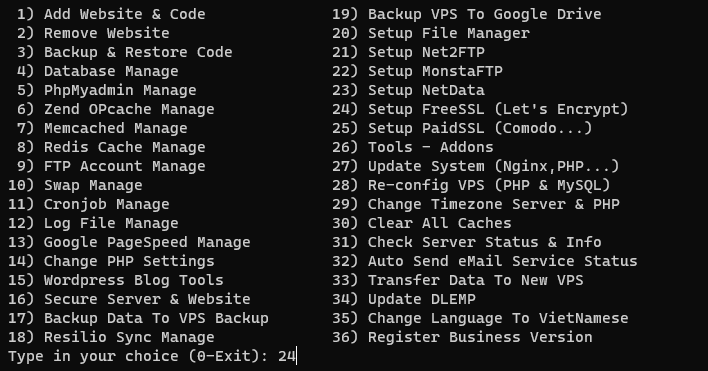 1) Add Website & Code
2) Remove Website
3) Backup & Restore Code
4) Database Manage
5) PhpMyadmin Manage
6) Zend OPcache Manage
7) Memcached Manage
8) Redis Cache Manage
9) FTP Account Manage
10) Swap Manage
11) Cronjob Manage
12) Log File Manage
13) Google PageSpeed Manage
14) Change PHP Settings
15) Wordpress Blog Tools
16) Secure Server & Website
17) Backup Data To VPS Backup
18) Resilio Sync Manage
19) Backup VPS To Google Drive
20) Setup File Manager
21) Setup Net2FTP
22) Setup MonstaFTP
23) Setup NetData
24) Setup FreeSSL (Let's Encrypt)
25) Setup PaidSSL (Comodo...)
26) Tools - Addons
27) Update System (Nginx,PHP...)
28) Re-config VPS (PHP & MySQL)
29) Change Timezone Server & PHP
30) Clear All Caches
31) Check Server Status & Info
32) Auto Send eMail Service Status
33) Transfer Data To New VPS
34) Update DLEMP
35) Change Language To VietNamese
36) Register Business Version
Type in your choice (0-Exit): 24